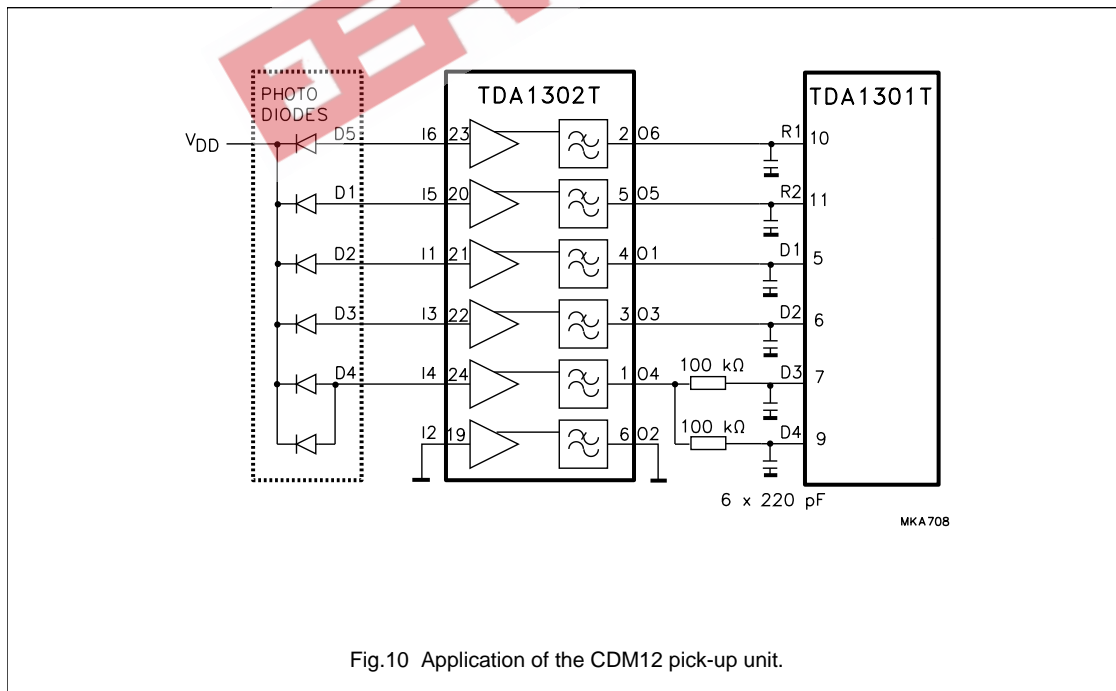 PHOTO
DIODES
TDA1302T
TDA1301T
VDD
D5 I6 23 2 O6 R1 10
D1 I5 20 5 O5 R2 11
D2 I1 21 4 O1 D1 5
D3 I3 22 3 O3 D2 6
D4 I4 24 1 O4 100 kΩ D3 7
I2 19 6 O2 100 kΩ D4 9
6 x 220 pF
MKA708
Fig.10 Application of the CDM12 pick-up unit.